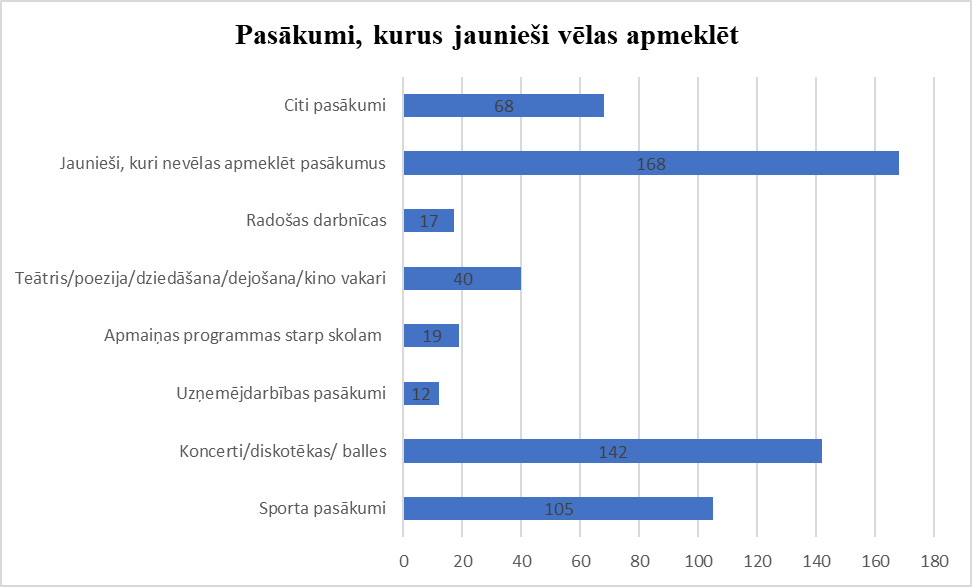 Pasākumi, kurus jaunieši vēlas apmeklēt
Citi pasākumi 68
Jaunieši, kuri nevēlas apmeklēt pasākumus 168
Radošas darbnīcas 17
Teātris/poezija/dziedāšana/dejošana/kino vakari 40
Apmaiņas programmas starp skolam 19
Uzņemējdarbības pasākumi 12
Koncerti/diskotēkas/ balles 142
Sporta pasākumi 105
0 20 40 60 80 100 120 140 160 180